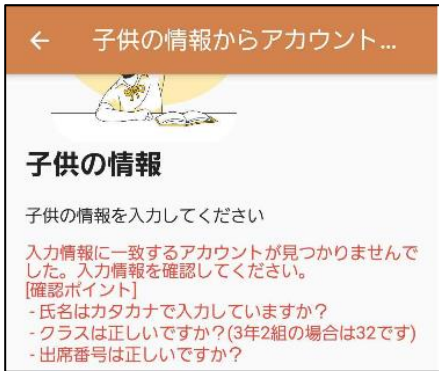 ← 子供の情報からアカウント...
子供の情報
子供の情報を入力してください
入力情報に一致するアカウントが見つかりませんで
した。入力情報を確認してください。
[確認ポイント]
- 氏名はカタカナで入力していますか？
- クラスは正しいですか？(3年2組の場合は32です)
- 出席番号は正しいですか？